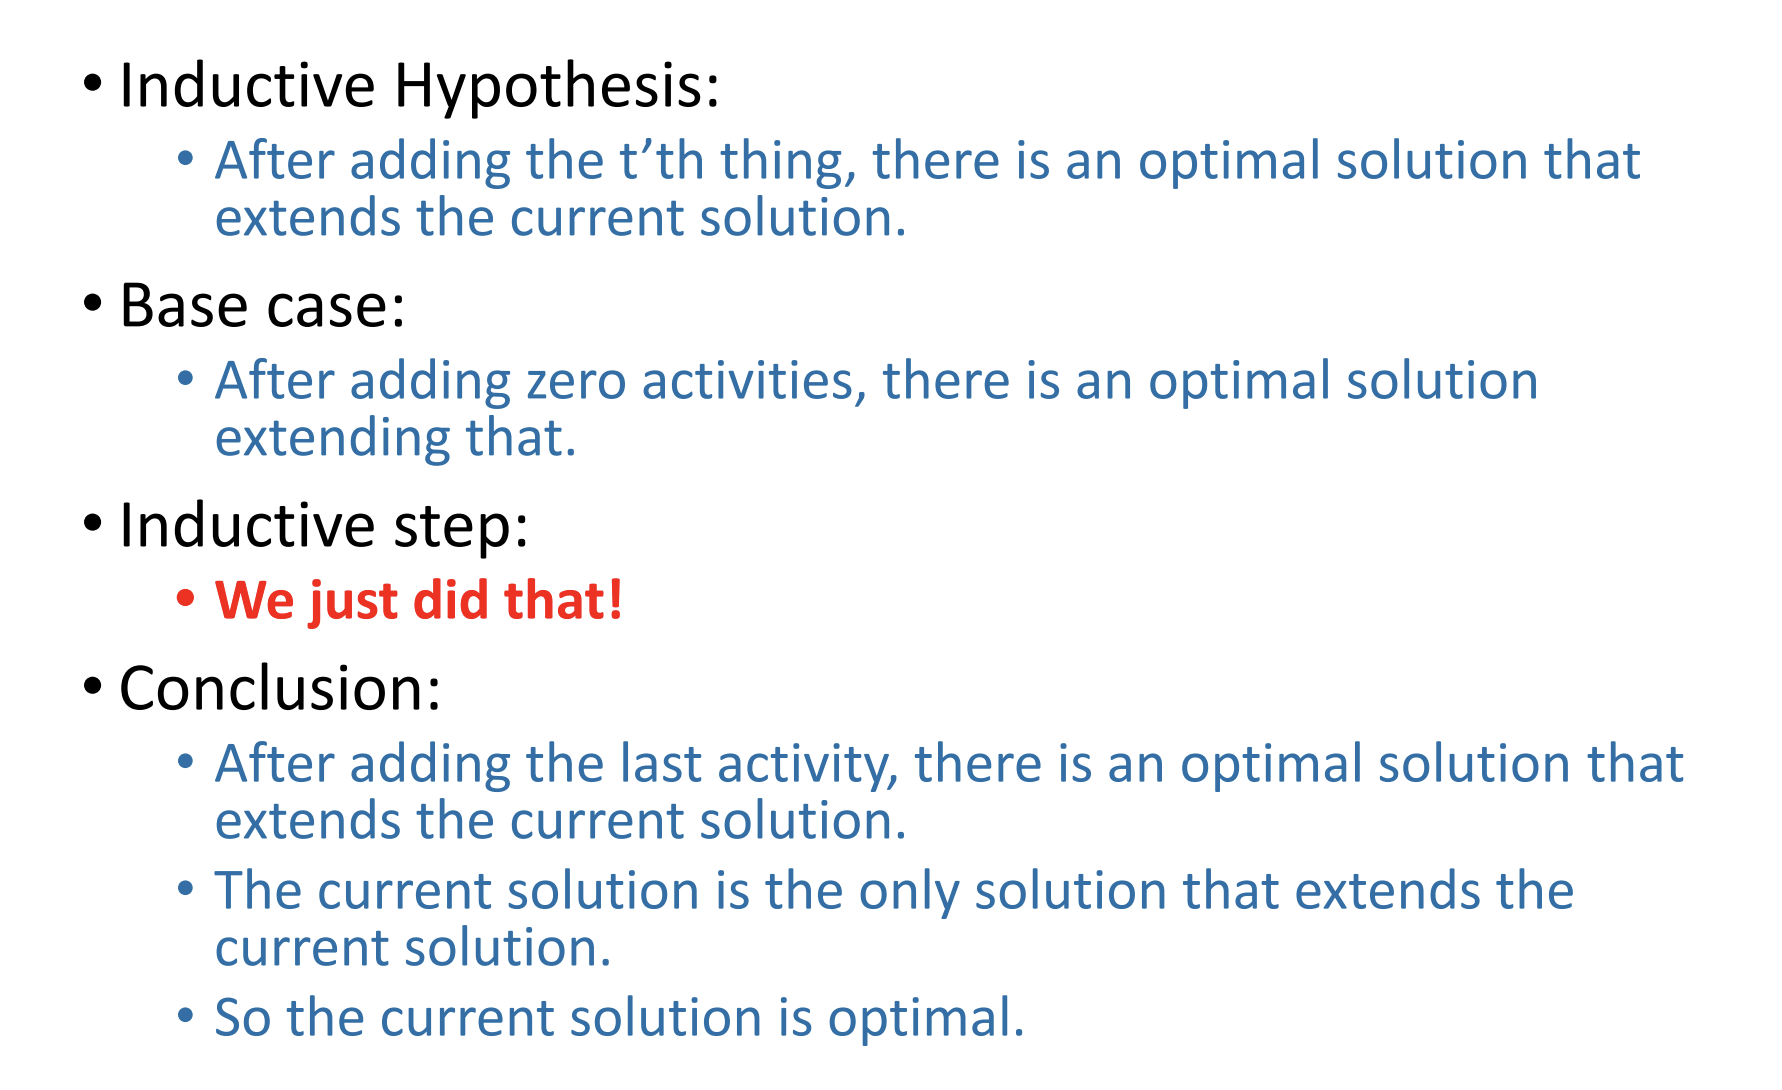 • Inductive Hypothesis:
• After adding the t’th thing, there is an optimal solution that
extends the current solution.
• Base case:
• After adding zero activities, there is an optimal solution
extending that.
• Inductive step:
• We just did that!
• Conclusion:
• After adding the last activity, there is an optimal solution that
extends the current solution.
• The current solution is the only solution that extends the
current solution.
• So the current solution is optimal.